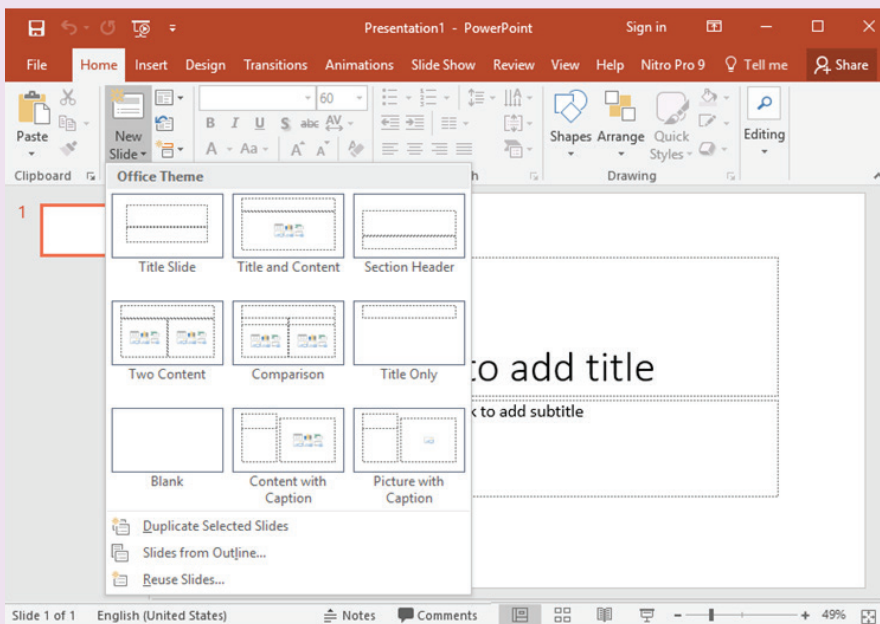 Presentation1 - PowerPoint
Sign in
File Home Insert Design Transitions Animations Slide Show Review View Help Nitro Pro 9 Tell me Share
60
Paste
New
Slide
B I U S abc AV
A Aa A A
Shapes Arrange Quick
Styles
Editing
Clipboard
h
Drawing
Office Theme
1
Title Slide Title and Content Section Header
Two Content Comparison Title Only
Blank Content with
Caption Picture with
Caption
Duplicate Selected Slides
Slides from Outline...
Reuse Slides...
to add title
k to add subtitle
Slide 1 of 1 English (United States) Notes Comments 49%